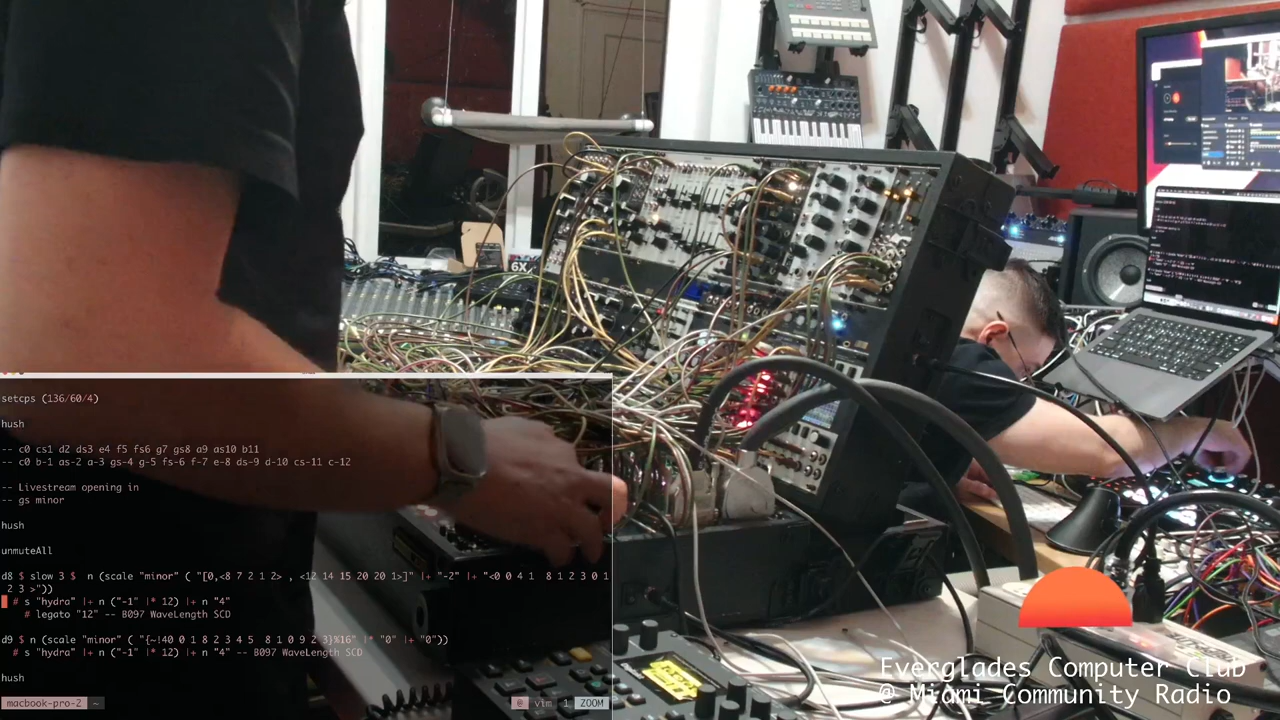 6X
setcps (136/60/4)
hush
-- c0 cs1 d2 ds3 e4 f5 fs6 g7 gs8 a9 as10 b11
-- c0 b-1 as-2 a-3 gs-4 g-5 fs-6 f-7 e-8 ds-9 d-10 cs-11 c-12
-- Livestream opening in
-- gs minor
hush
unmuteAll
d8 $ slow 3 $  n (scale "minor" ( "[0,<8 7 2 1 2> , <12 14 15 20 20 1>]" |+ "-2" |+ "<0 0 4 1  8 1 2 3 0 1
 2 3 >"))
  # s "hydra" |+ n ("-1" |* 12) |+ n "4"
    # legato "12" -- B097 WaveLength SCD
d9 $ n (scale "minor" ( "{~!40 0 1 8 2 3 4 5  8 1 0 9 2 3}%16" |* "0" |+ "0"))
  # s "hydra" |+ n ("-1" |* 12) |+ n "4" -- B097 WaveLength SCD
hush
macbook-pro-2 ~ @ vim 1 ZOOM
Everglades Computer Club
@ Miami Community Radio